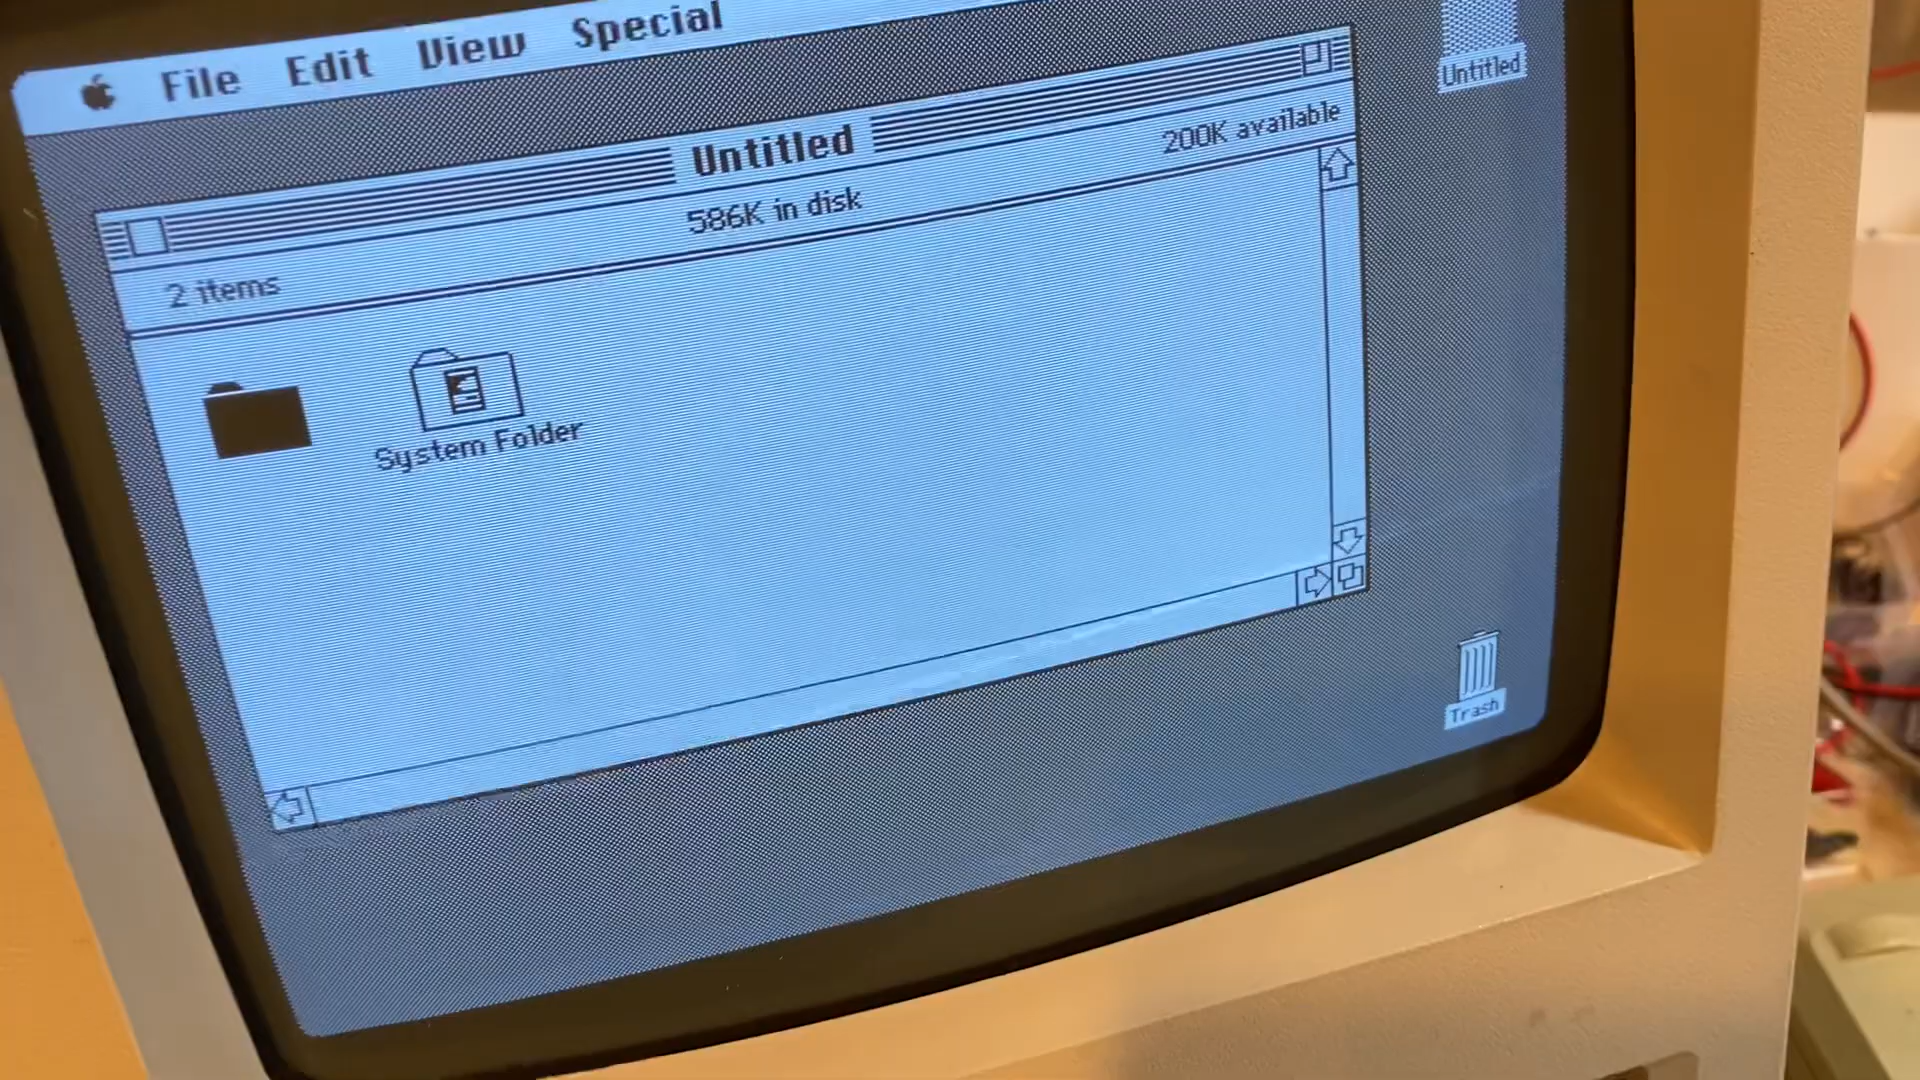 File Edit View Special
Untitled
Untitled
2 items 586K in disk 200K available
System Folder
Trash